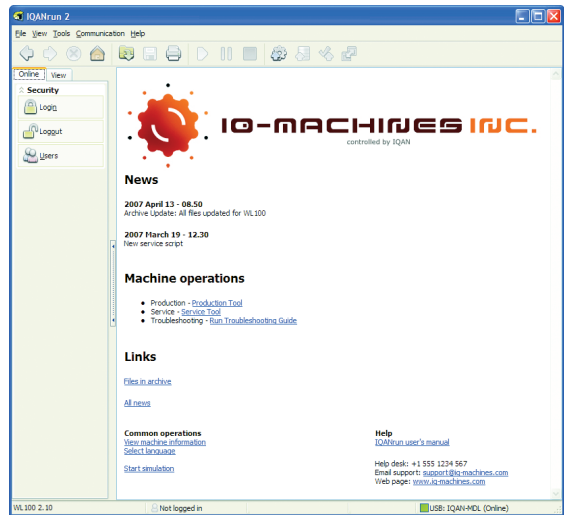 IQANrun 2
File View Tools Communication Help
Online View
Security
Login
Loggut
Users
IQ-MACHINES INC.
controlled by IQAN
News
2007 April 13 - 08.50
Archive Update: All files updated for WL100
2007 March 19 - 12.30
New service script
Machine operations
• Production - Production Tool
• Service - Service Tool
• Troubleshooting - Run Troubleshooting Guide
Links
Files in archive
All news
Common operations
View machine information
Select language
Start simulation
Help
IQANrun user's manual
Help desk: +1 555 1234 567
Email support: support@iq-machines.com
Web page: www.iq-machines.com
WL100 2.10 Not logged in USB: IQAN-MDL (Online)